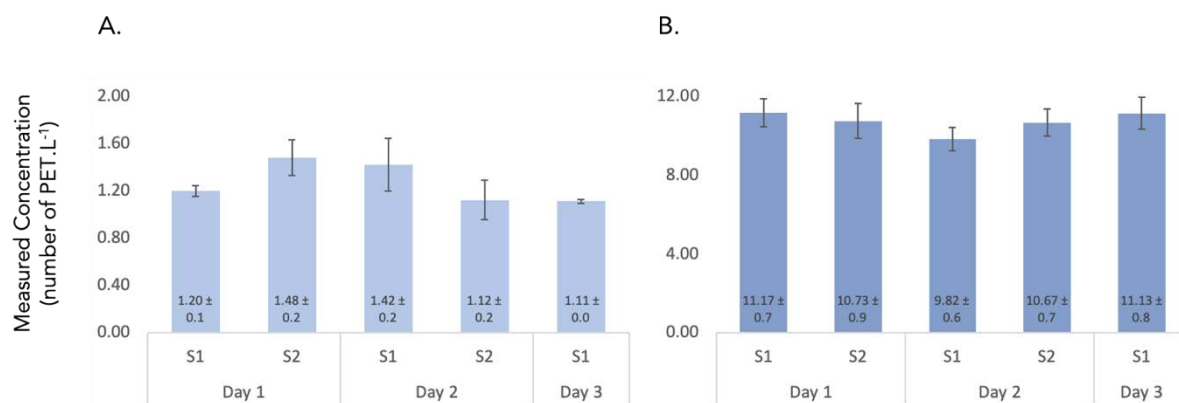 A.
Measured Concentration
(number of PET.L⁻¹)
2.00
1.60
1.20
0.80
0.40
0.00
1.20 ±
0.1
1.48 ±
0.2
1.42 ±
0.2
1.12 ±
0.2
1.11 ±
0.0
S1
S2
S1
S2
S1
Day 1
Day 2
Day 3
B.
12.00
8.00
4.00
0.00
11.17 ±
0.7
10.73 ±
0.9
9.82 ±
0.6
10.67 ±
0.7
11.13 ±
0.8
S1
S2
S1
S2
S1
Day 1
Day 2
Day 3